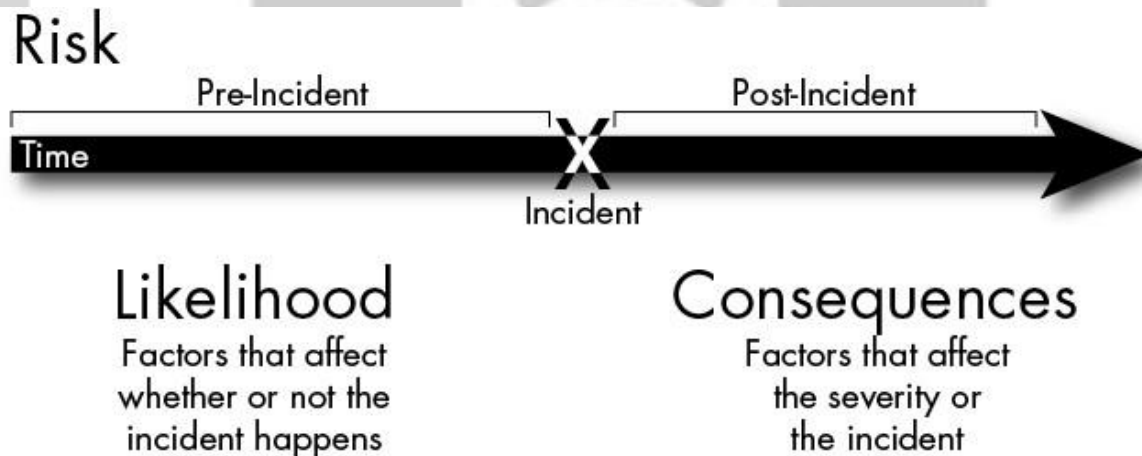 Risk
Pre-Incident
Post-Incident
Time
X
Incident
Likelihood
Factors that affect
whether or not the
incident happens
Consequences
Factors that affect
the severity or
the incident